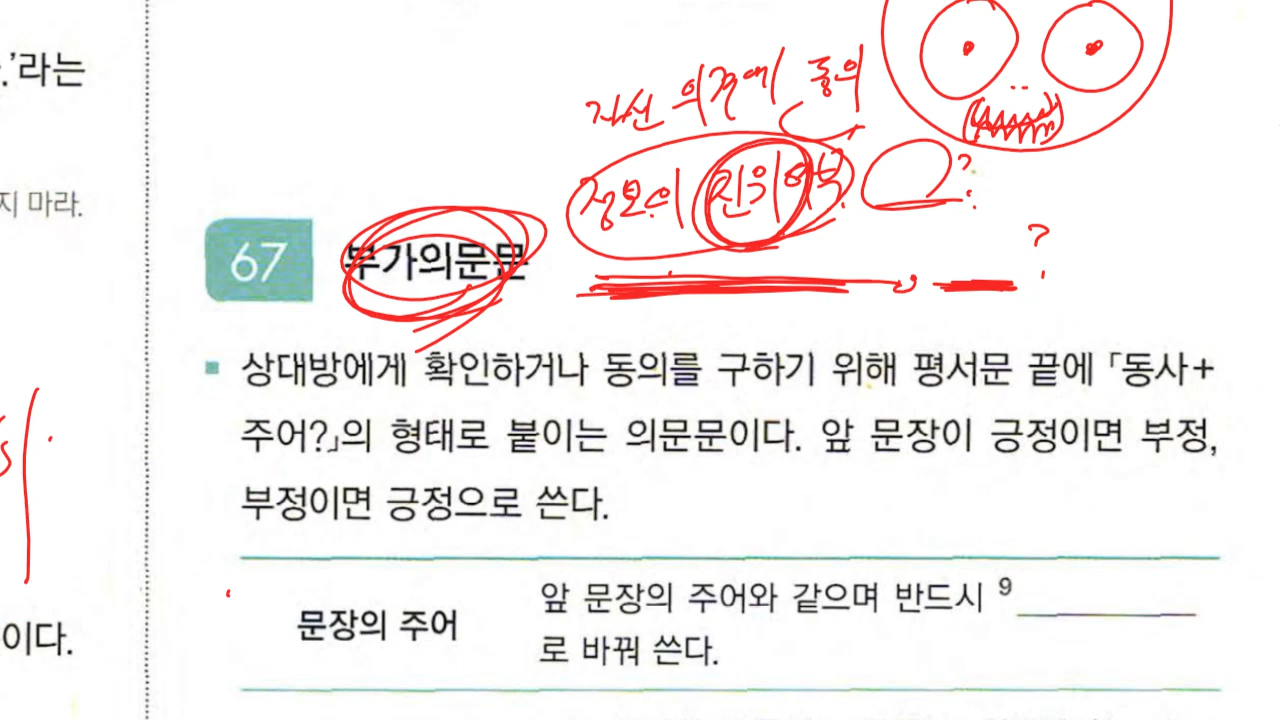 .'라는
지 마라.
이다.
자신 의견에 동의
정보의 진위여부 ?
?
67 부가의문문
▪ 상대방에게 확인하거나 동의를 구하기 위해 평서문 끝에 「동사+
주어?」의 형태로 붙이는 의문문이다. 앞 문장이 긍정이면 부정,
부정이면 긍정으로 쓴다.
문장의 주어
앞 문장의 주어와 같으며 반드시 9
로 바꿔 쓴다.